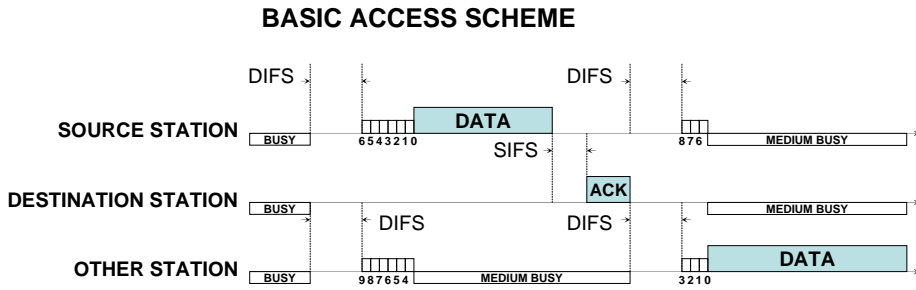 BASIC ACCESS SCHEME
DIFS DIFS
SOURCE STATION BUSY 6543210 DATA 876 MEDIUM BUSY
SIFS
DESTINATION STATION BUSY ACK MEDIUM BUSY
DIFS DIFS
OTHER STATION BUSY 987654 MEDIUM BUSY 3210 DATA